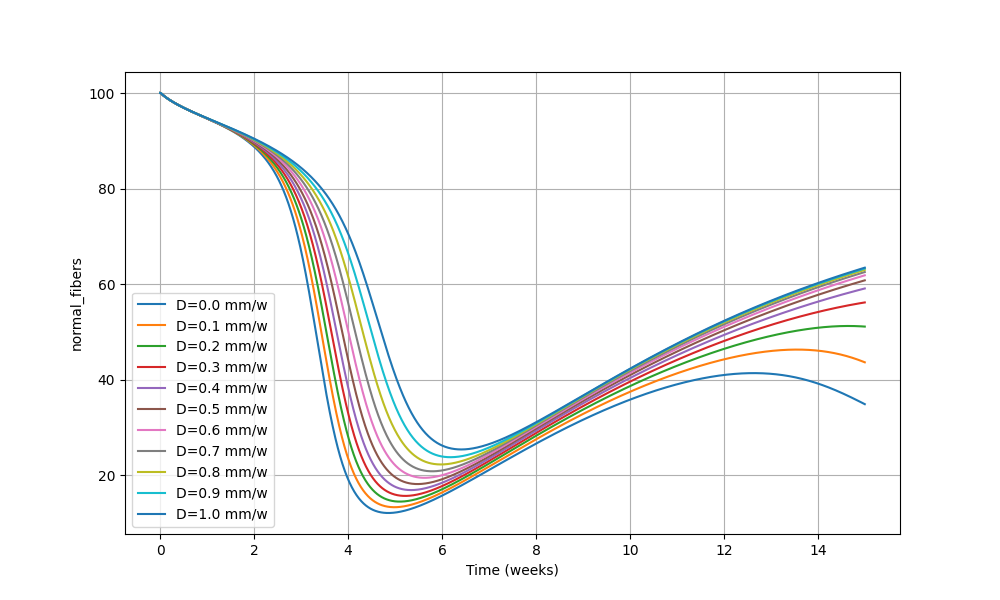 100
80
60
40
20
normal_fibers
D=0.0 mm/w
D=0.1 mm/w
D=0.2 mm/w
D=0.3 mm/w
D=0.4 mm/w
D=0.5 mm/w
D=0.6 mm/w
D=0.7 mm/w
D=0.8 mm/w
D=0.9 mm/w
D=1.0 mm/w
0 2 4 6 8 10 12 14
Time (weeks)